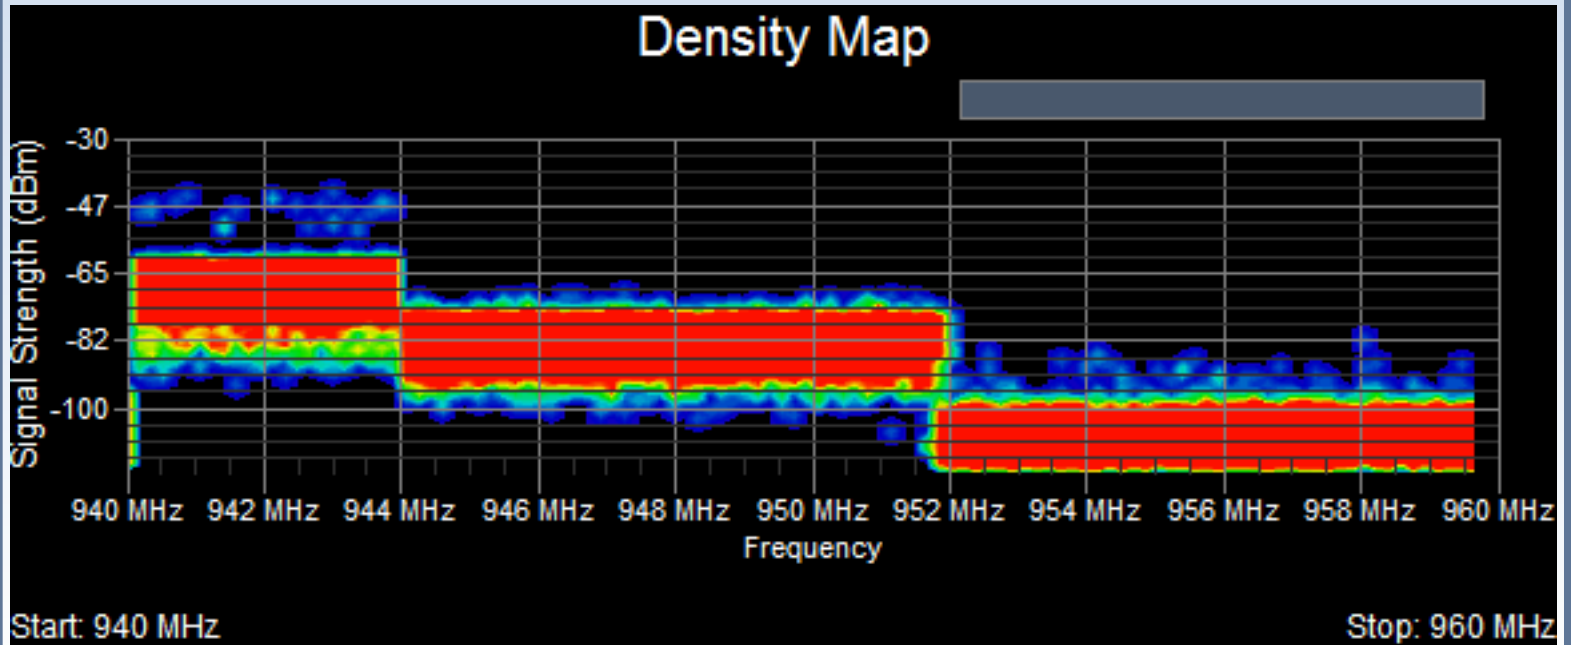 Density Map
Signal Strength (dBm)
-30
-47
-65
-82
-100
940 MHz 942 MHz 944 MHz 946 MHz 948 MHz 950 MHz 952 MHz 954 MHz 956 MHz 958 MHz 960 MHz
Frequency
Start: 940 MHz Stop: 960 MHz